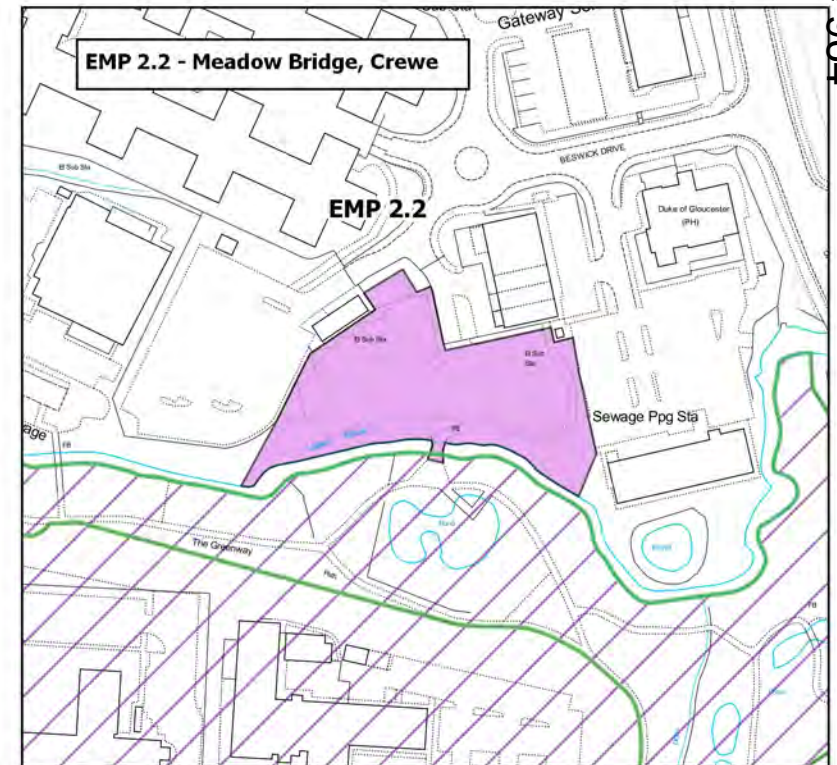 Gateway
EMP 2.2 - Meadow Bridge, Crewe
BESWICK DRIVE
El Sub Sta
EMP 2.2
Duke of Gloucester
(PH)
El Sub Sta
El Sub
Sta
Sewage Ppg Sta
FB
FB
The Greenway
Pond
Path
FB